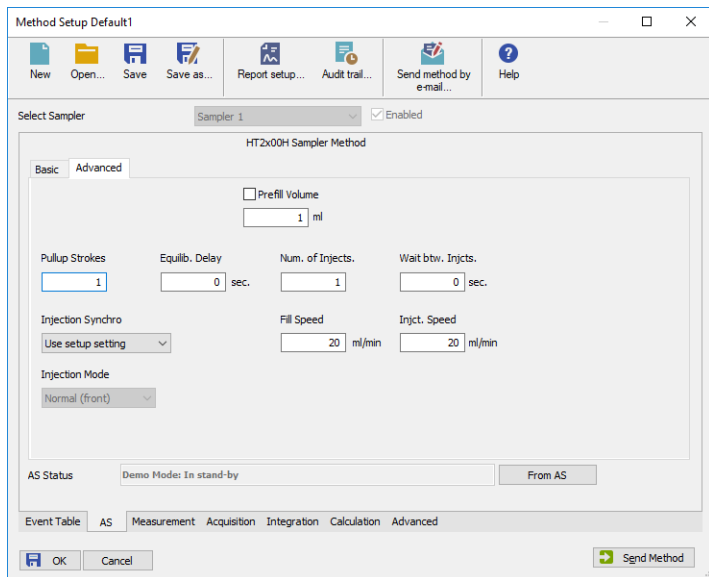 Method Setup Default1
New Open... Save Save as... Report setup... Audit trail... Send method by e-mail... Help
Select Sampler Sampler 1 Enabled
HT2x00H Sampler Method
Basic Advanced
Prefill Volume
1 ml
Pullup Strokes Equilib. Delay Num. of Injects. Wait btw. Injcts.
1 0 sec. 1 0 sec.
Injection Synchro Fill Speed Injct. Speed
Use setup setting 20 ml/min 20 ml/min
Injection Mode
Normal (front)
AS Status Demo Mode: In stand-by From AS
Event Table AS Measurement Acquisition Integration Calculation Advanced
OK Cancel Send Method